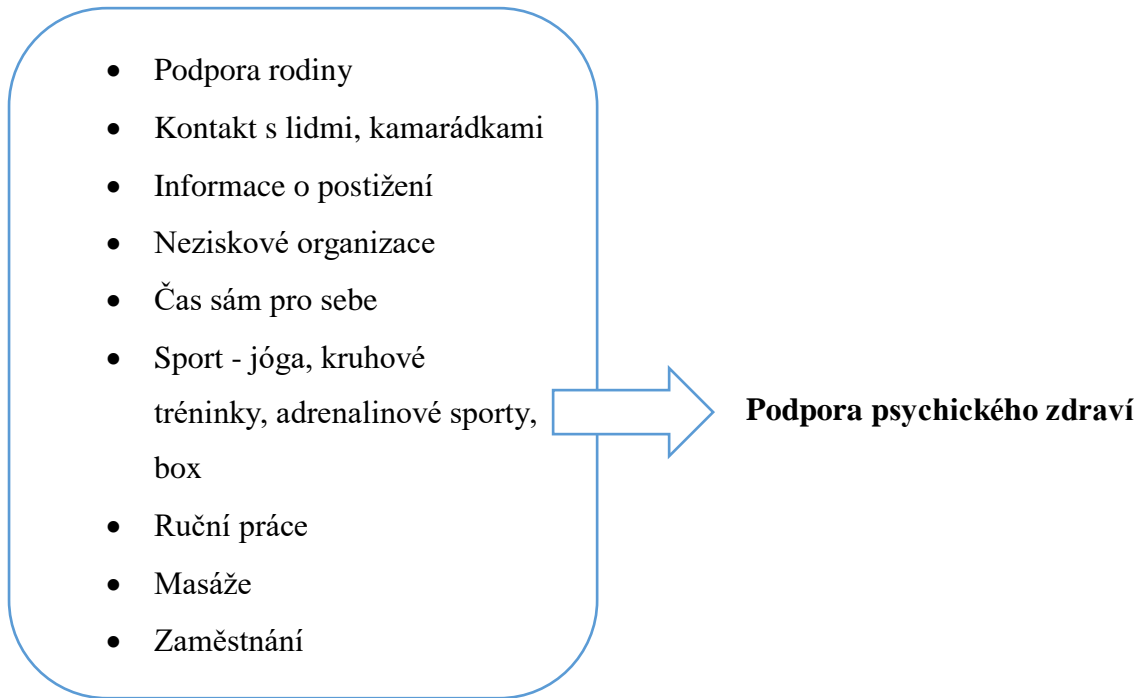 • Podpora rodiny
• Kontakt s lidmi, kamarádkami
• Informace o postižení
• Neziskové organizace
• Čas sám pro sebe
• Sport - jóga, kruhové
tréninky, adrenalinové sporty,
box
• Ruční práce
• Masáže
• Zaměstnání
Podpora psychického zdraví